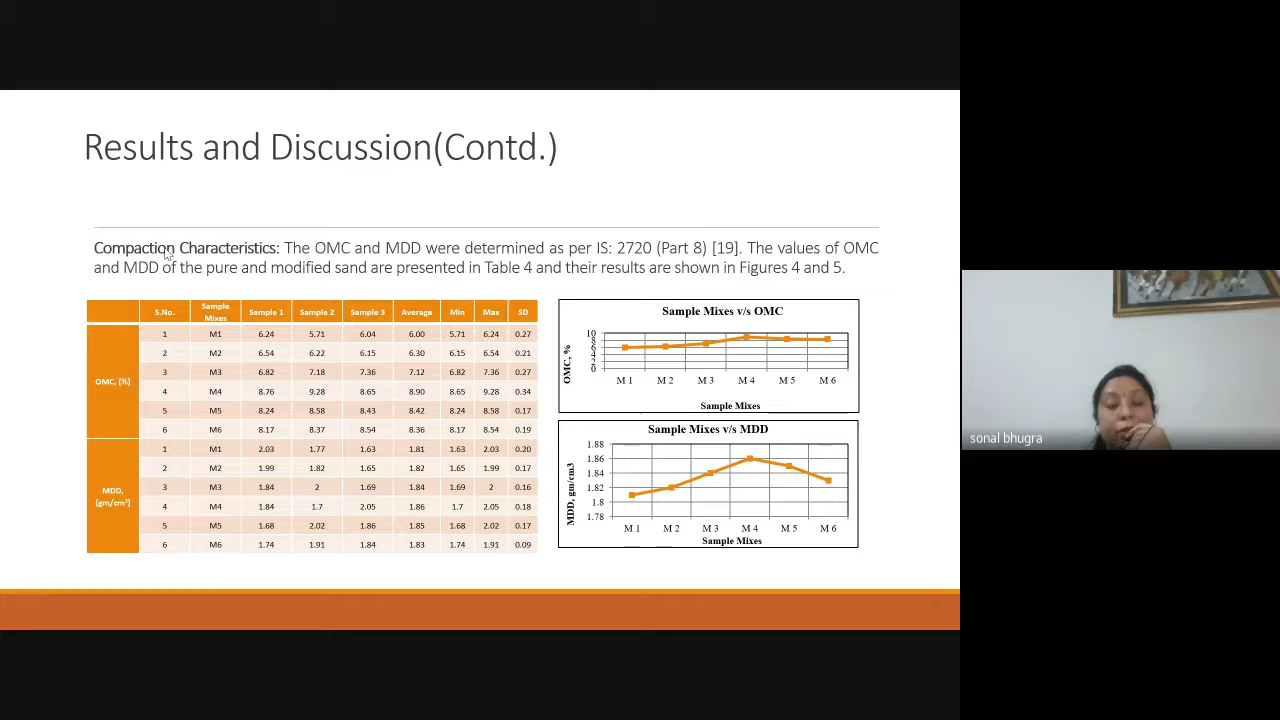 Results and Discussion(Contd.)
Compaction Characteristics: The OMC and MDD were determined as per IS: 2720 (Part 8) [19]. The values of OMC
and MDD of the pure and modified sand are presented in Table 4 and their results are shown in Figures 4 and 5.
S.No. Sample Mixes Sample 1 Sample 2 Sample 3 Average Min Max SD
OMC, (%)
1 M1 6.24 5.71 6.04 6.00 5.71 6.24 0.27
2 M2 6.54 6.22 6.15 6.30 6.15 6.54 0.21
3 M3 6.82 7.18 7.36 7.12 6.82 7.36 0.27
4 M4 8.76 9.28 8.65 8.90 8.65 9.28 0.34
5 M5 8.24 8.58 8.43 8.42 8.24 8.58 0.17
6 M6 8.17 8.37 8.54 8.36 8.17 8.54 0.19
MDD, (gm/cm³)
1 M1 2.03 1.77 1.63 1.81 1.63 2.03 0.20
2 M2 1.99 1.82 1.65 1.82 1.65 1.99 0.17
3 M3 1.84 2 1.69 1.84 1.69 2 0.16
4 M4 1.84 1.7 2.05 1.86 1.7 2.05 0.18
5 M5 1.68 2.02 1.86 1.85 1.68 2.02 0.17
6 M6 1.74 1.91 1.84 1.83 1.74 1.91 0.09
Sample Mixes v/s OMC
OMC, %
10
8
6
4
2
0
M 1 M 2 M 3 M 4 M 5 M 6
Sample Mixes
Sample Mixes v/s MDD
MDD, gm/cm3
1.88
1.86
1.84
1.82
1.8
1.78
M 1 M 2 M 3 M 4 M 5 M 6
Sample Mixes
sonal bhugra